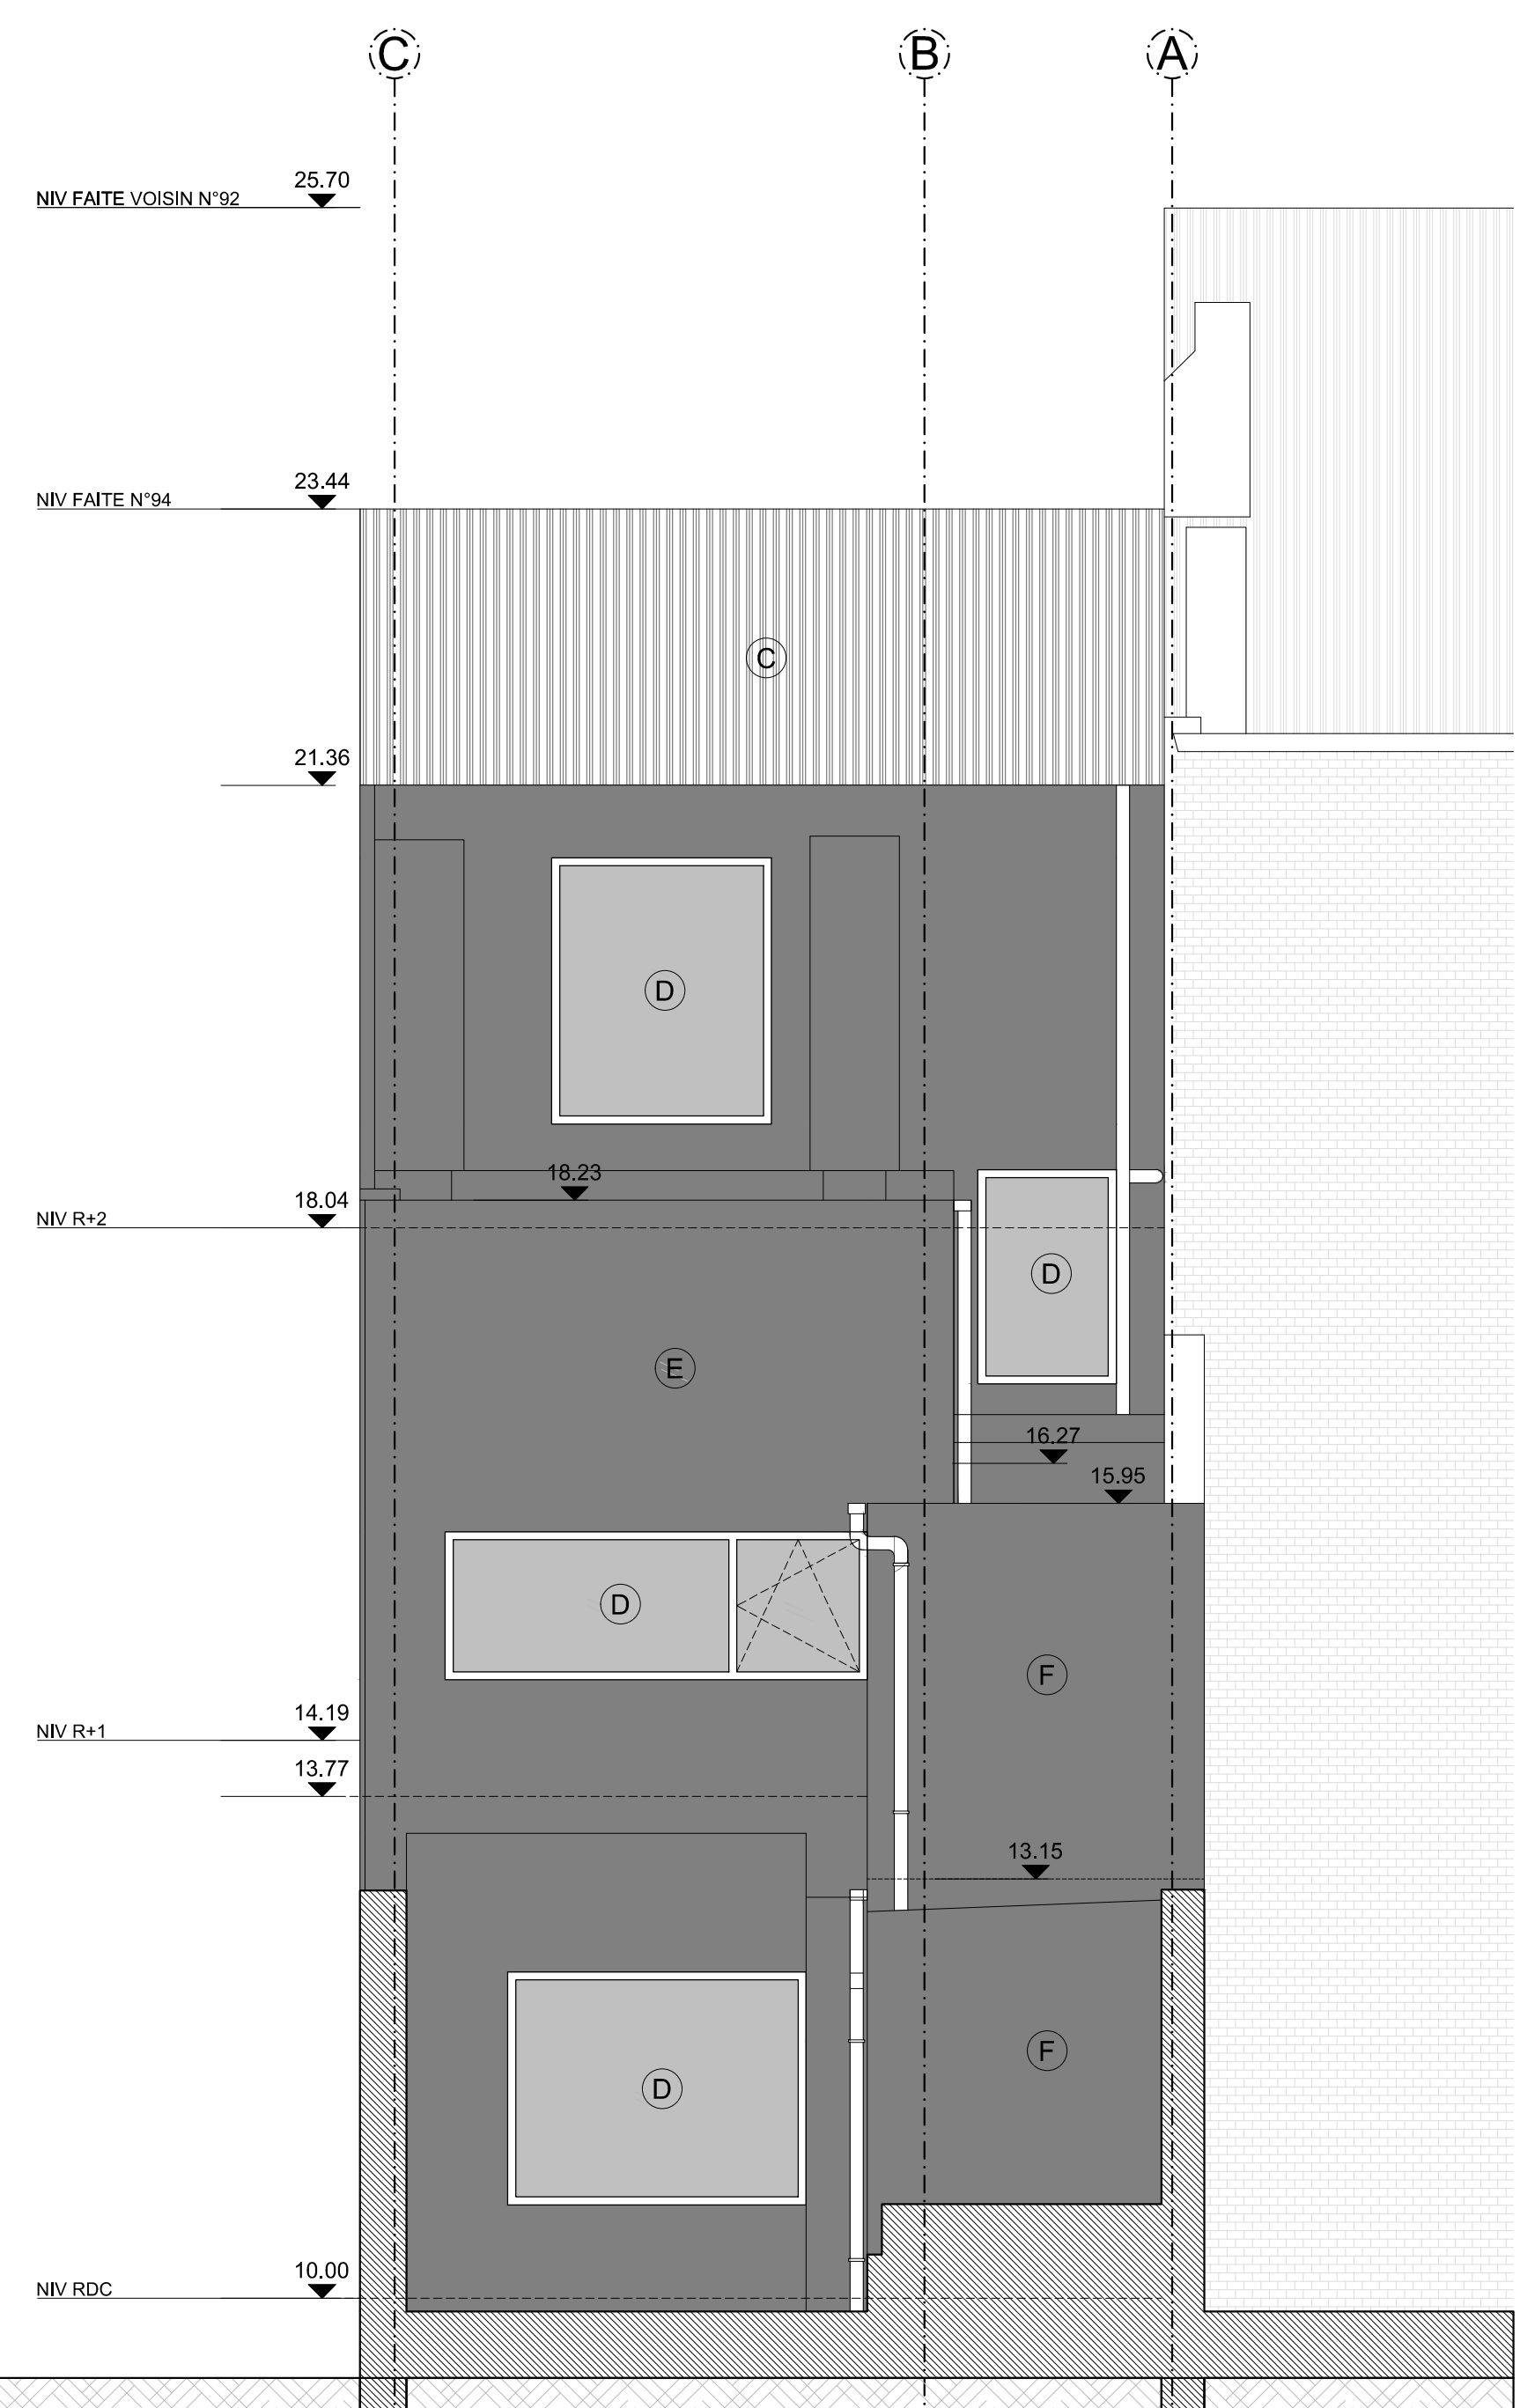 C B A
25.70
NIV FAITE VOISIN N°92
23.44
NIV FAITE N°94
C
21.36
D
18.23
18.04
NIV R+2
D
E
16.27
15.95
D
F
14.19
NIV R+1
13.77
13.15
F
D
10.00
NIV RDC